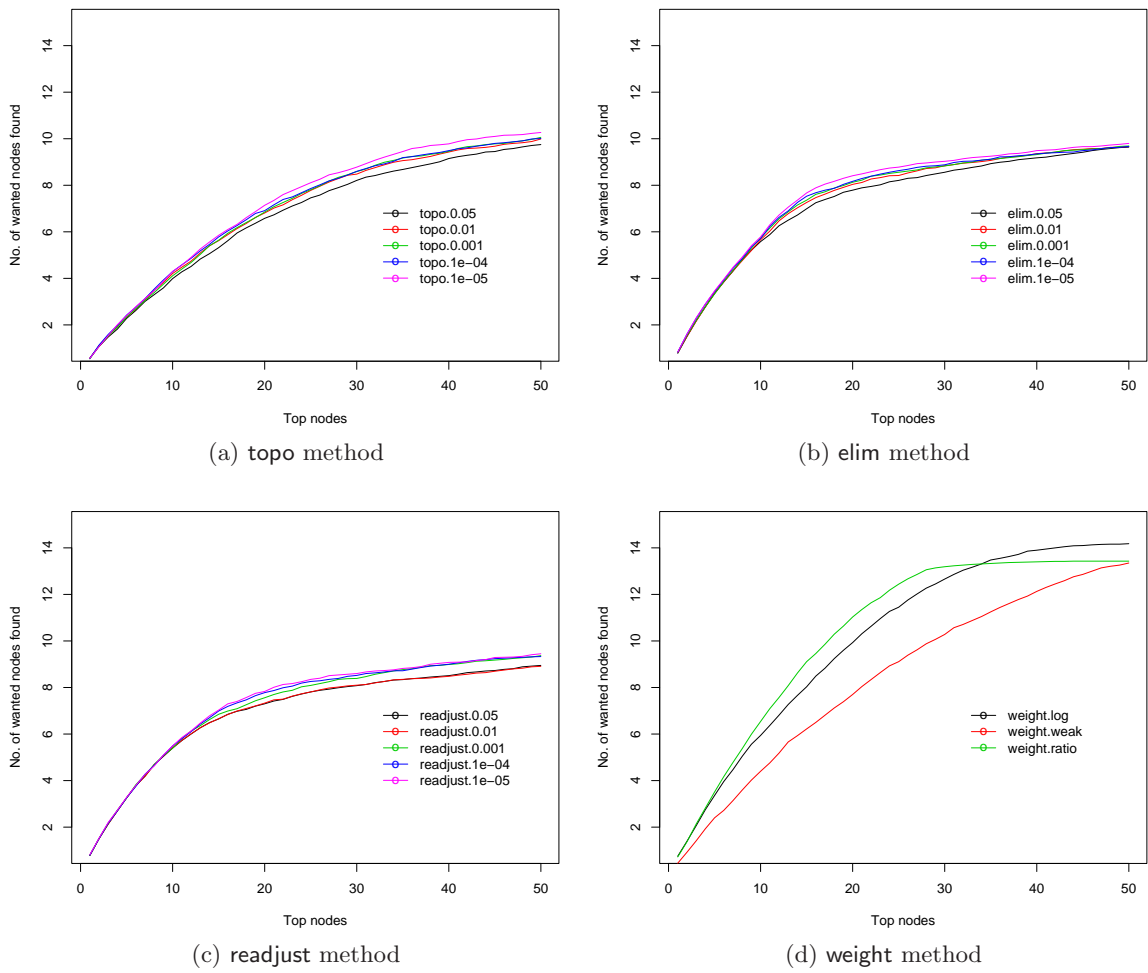 No. of wanted nodes found
14
12
10
8
6
4
2
topo.0.05
topo.0.01
topo.0.001
topo.1e−04
topo.1e−05
0 10 20 30 40 50
Top nodes
(a) topo method
No. of wanted nodes found
14
12
10
8
6
4
2
elim.0.05
elim.0.01
elim.0.001
elim.1e−04
elim.1e−05
0 10 20 30 40 50
Top nodes
(b) elim method
No. of wanted nodes found
14
12
10
8
6
4
2
readjust.0.05
readjust.0.01
readjust.0.001
readjust.1e−04
readjust.1e−05
0 10 20 30 40 50
Top nodes
(c) readjust method
No. of wanted nodes found
14
12
10
8
6
4
2
weight.log
weight.weak
weight.ratio
0 10 20 30 40 50
Top nodes
(d) weight method